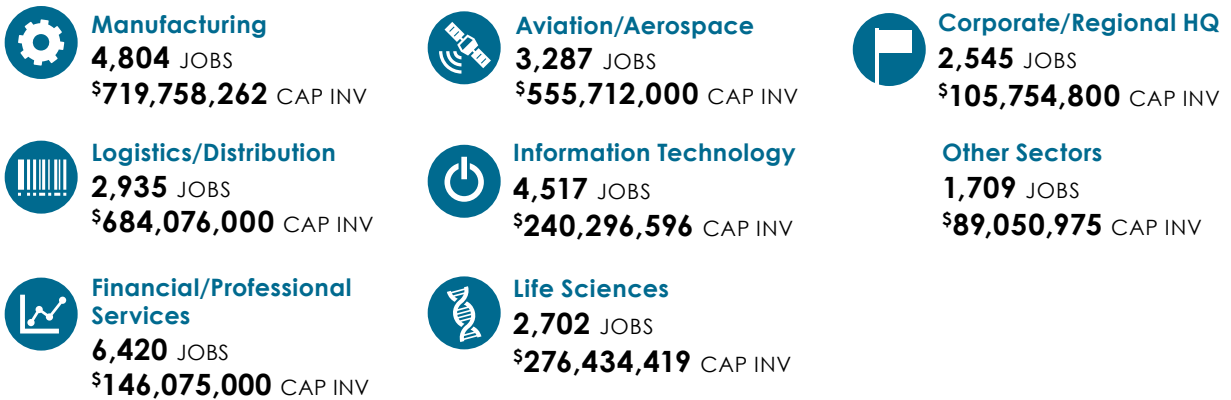 Manufacturing
4,804 JOBS
$719,758,262 CAP INV
Logistics/Distribution
2,935 JOBS
$684,076,000 CAP INV
Financial/Professional
Services
6,420 JOBS
$146,075,000 CAP INV
Aviation/Aerospace
3,287 JOBS
$555,712,000 CAP INV
Information Technology
4,517 JOBS
$240,296,596 CAP INV
Life Sciences
2,702 JOBS
$276,434,419 CAP INV
Corporate/Regional HQ
2,545 JOBS
$105,754,800 CAP INV
Other Sectors
1,709 JOBS
$89,050,975 CAP INV